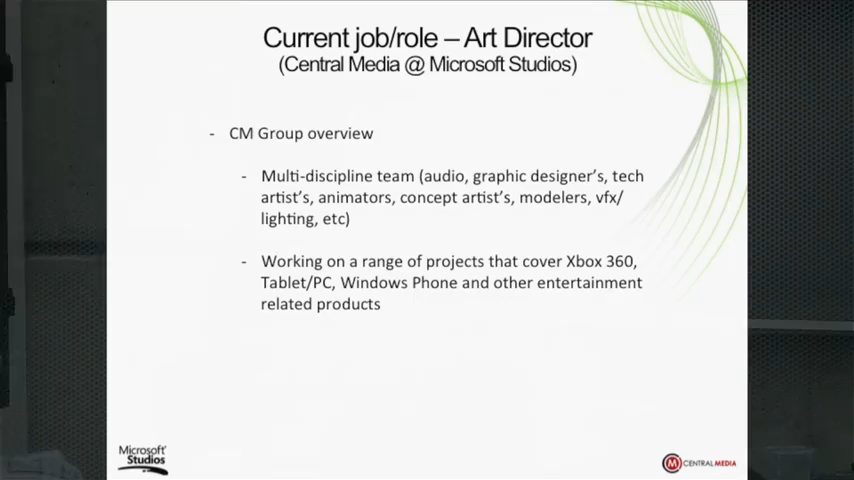 Current job/role – Art Director
(Central Media @ Microsoft Studios)
- CM Group overview
- Multi-discipline team (audio, graphic designer's, tech
artist's, animators, concept artist's, modelers, vfx/
lighting, etc)
- Working on a range of projects that cover Xbox 360,
Tablet/PC, Windows Phone and other entertainment
related products
Microsoft®
Studios
M CENTRAL MEDIA